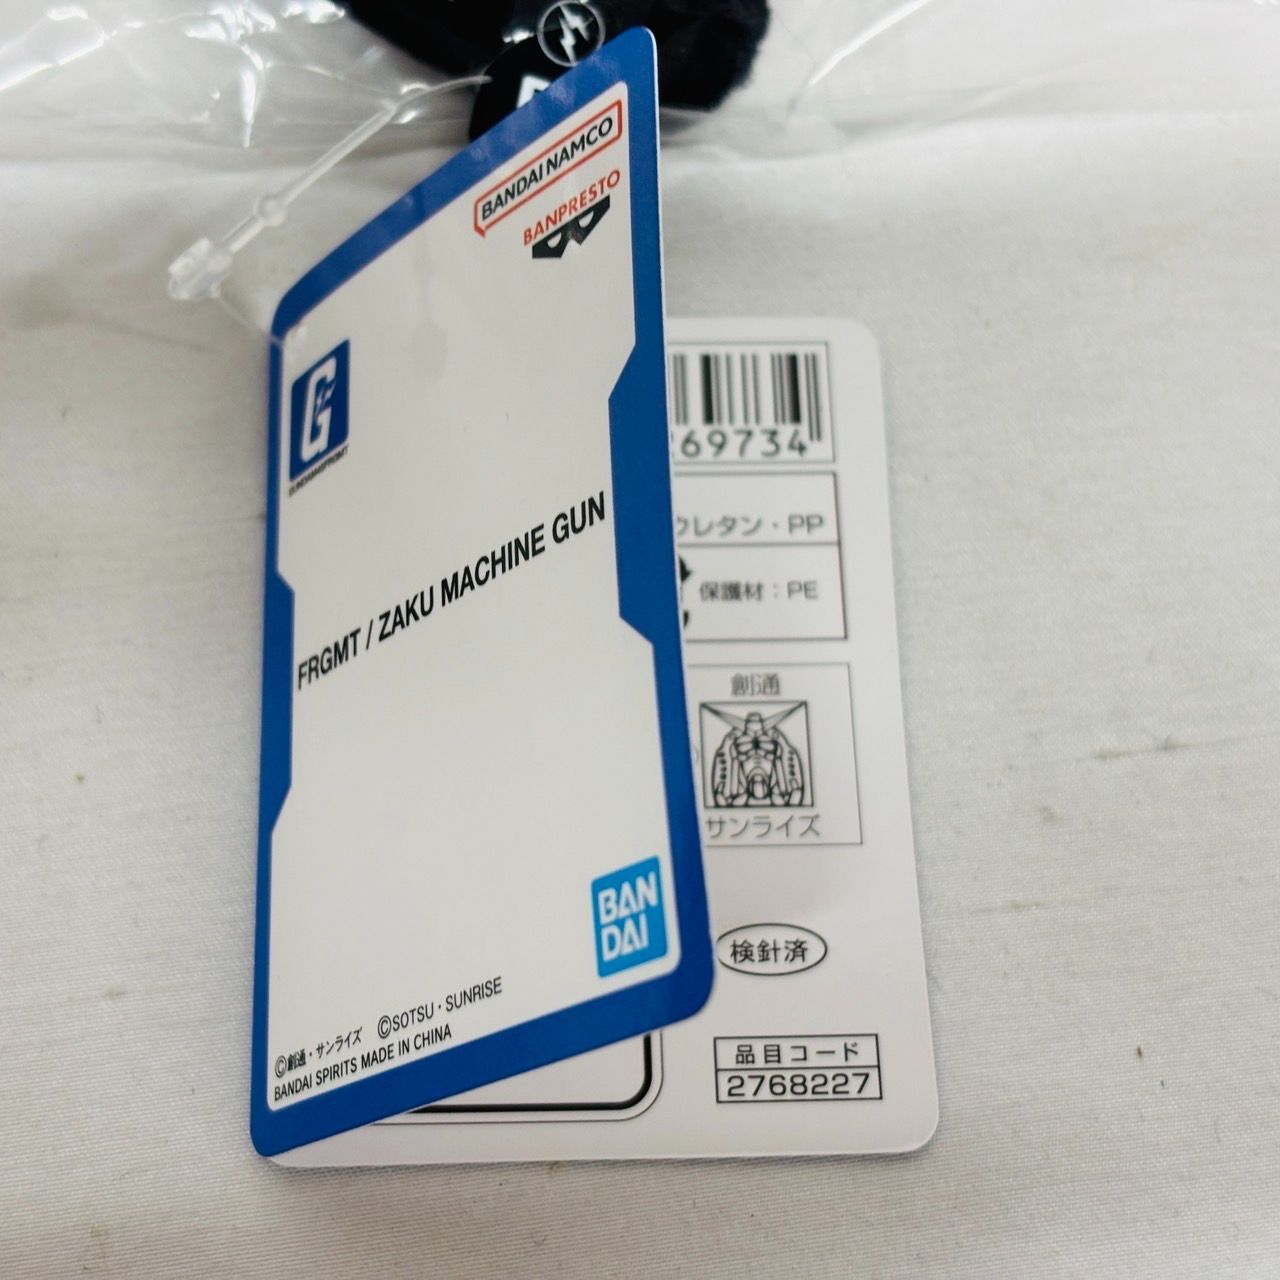 BANDAI NAMCO
BANPRESTO
G
FRGMT / ZAKU MACHINE GUN
BAN
DAI
©創通・サンライズ ©SOTSU・SUNRISE
BANDAI SPIRITS MADE IN CHINA
69734
ウレタン・PP
保護材：PE
創通
サンライズ
検針済
品目コード
2768227